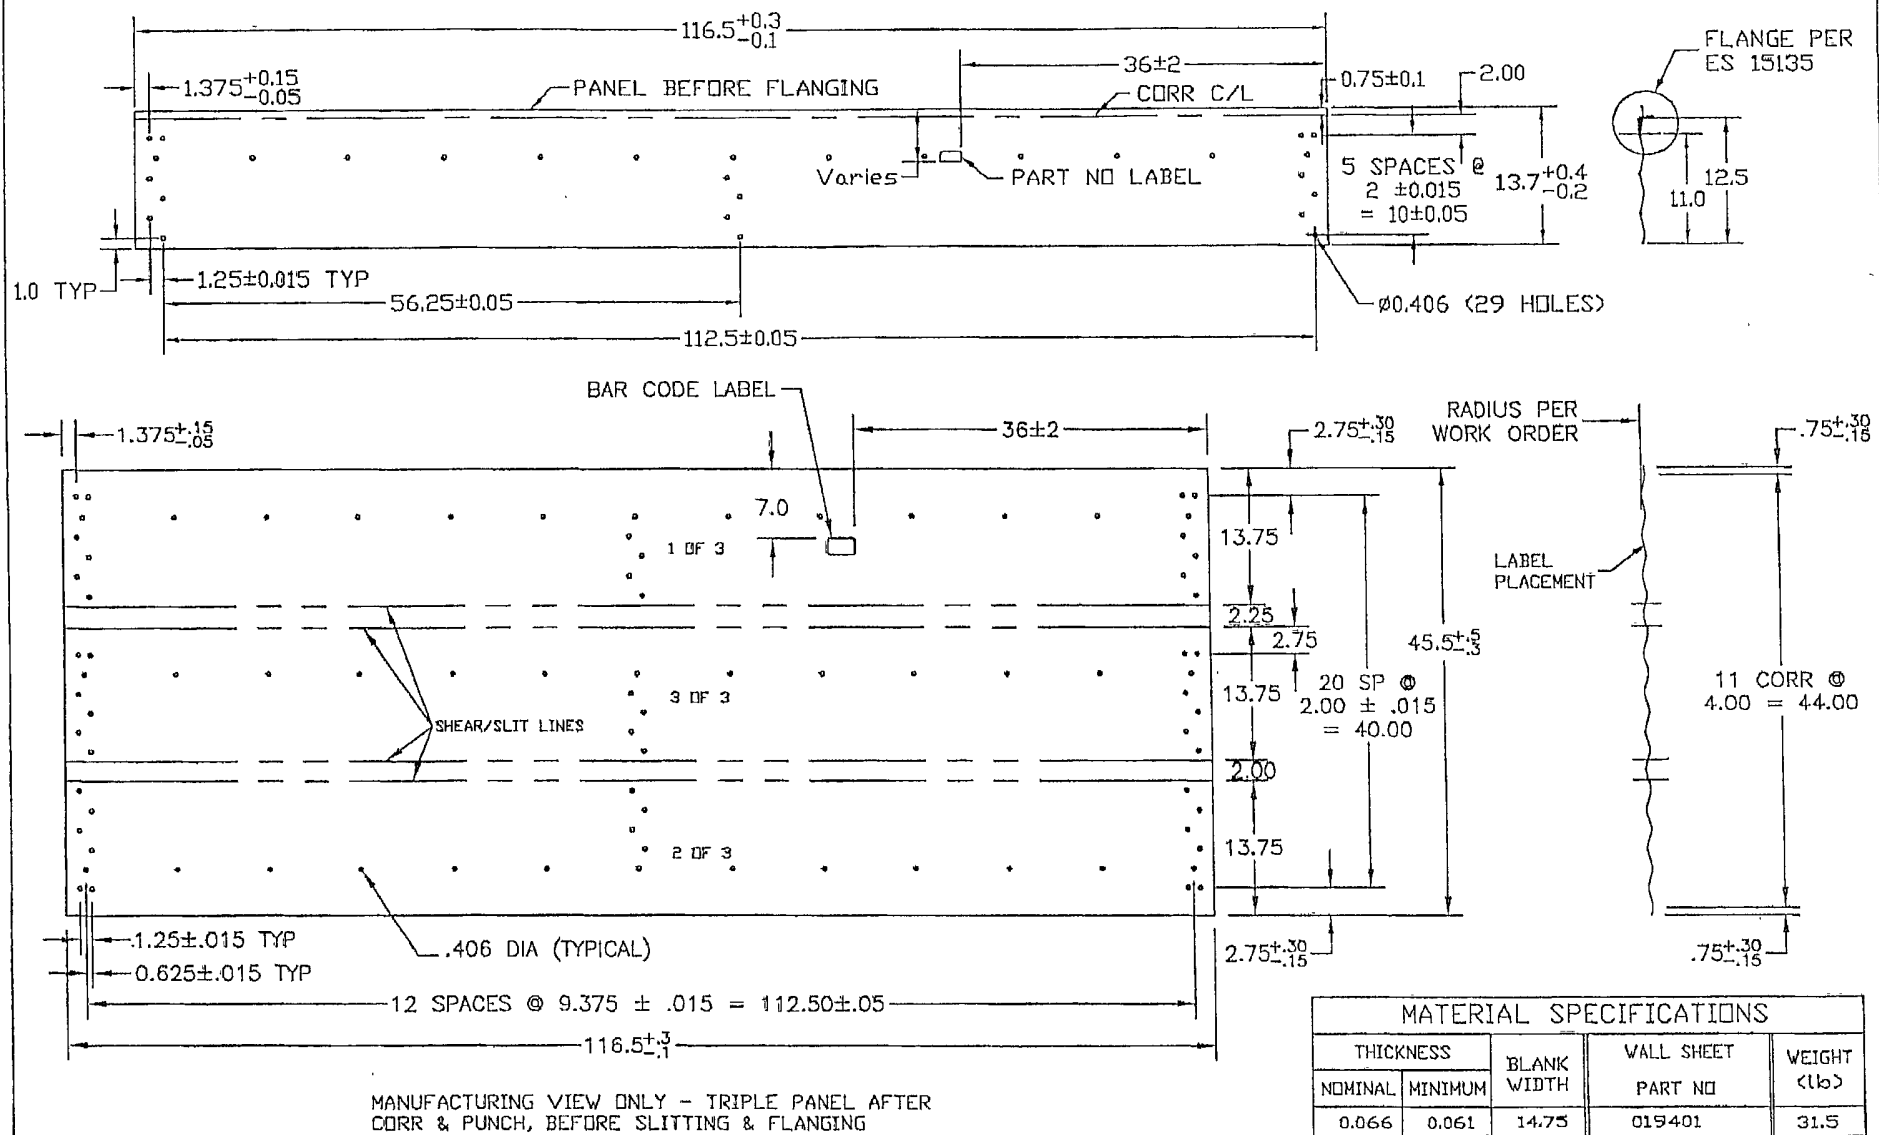 116.5+0.3
-0.1
FLANGE PER
ES 15135
36±2
1.375+0.15
-0.05
PANEL BEFORE FLANGING
CORR C/L
0.75±0.1
2.00
Varies
PART NO LABEL
5 SPACES @
2 ±0.015
= 10±0.05
13.7+0.4
-0.2
12.5
11.0
1.0 TYP
1.25±0.015 TYP
56.25±0.05
Ø0.406 (29 HOLES)
112.5±0.05
BAR CODE LABEL
1.375+.15
-.05
36±2
2.75+.30
-.15
RADIUS PER
WORK ORDER
.75+.30
-.15
7.0
13.75
1 OF 3
LABEL
PLACEMENT
2.25
2.75
45.5+.5
-.3
3 OF 3
13.75
20 SP @
2.00 ± .015
= 40.00
11 CORR @
4.00 = 44.00
SHEAR/SLIT LINES
2.00
13.75
2 OF 3
1.25±.015 TYP
.406 DIA (TYPICAL)
2.75+.30
-.15
.75+.30
-.15
0.625±.015 TYP
12 SPACES @ 9.375 ± .015 = 112.50±.05
116.5+.3
-.1
MANUFACTURING VIEW ONLY - TRIPLE PANEL AFTER
CORR & PUNCH, BEFORE SLITTING & FLANGING
MATERIAL SPECIFICATIONS
THICKNESS
BLANK
WIDTH
WALL SHEET
PART NO
WEIGHT
(lb)
NOMINAL MINIMUM
0.066 0.061 14.75 019401 31.5